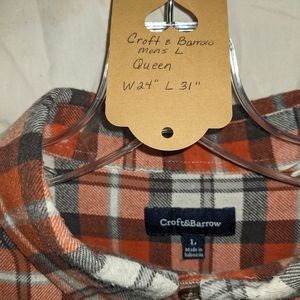 Croft & Barrow
mens L
Queen
W 24" L 31"
Croft&Barrow
L
Made in
Indonesia